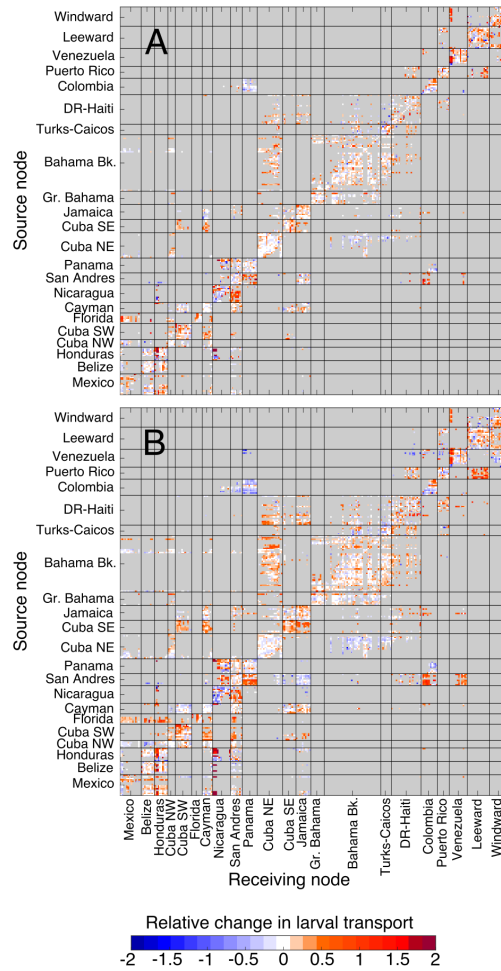 A
Source node
Windward
Leeward
Venezuela
Puerto Rico
Colombia
DR-Haiti
Turks-Caicos
Bahama Bk.
Gr. Bahama
Jamaica
Cuba SE
Cuba NE
Panama
San Andres
Nicaragua
Cayman
Florida
Cuba SW
Cuba NW
Honduras
Belize
Mexico
B
Source node
Windward
Leeward
Venezuela
Puerto Rico
Colombia
DR-Haiti
Turks-Caicos
Bahama Bk.
Gr. Bahama
Jamaica
Cuba SE
Cuba NE
Panama
San Andres
Nicaragua
Cayman
Florida
Cuba SW
Cuba NW
Honduras
Belize
Mexico
Mexico
Belize
Honduras
Cuba NW
Cuba SW
Florida
Cayman
Nicaragua
San Andres
Panama
Cuba NE
Cuba SE
Jamaica
Gr. Bahama
Bahama Bk.
Turks-Caicos
DR-Haiti
Colombia
Puerto Rico
Venezuela
Leeward
Windward
Receiving node
Relative change in larval transport
-2 -1.5 -1 -0.5 0 0.5 1 1.5 2